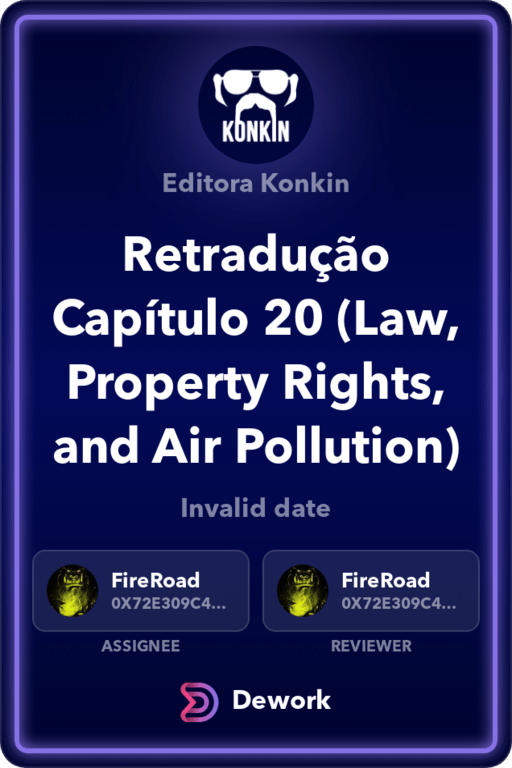 KONKIN
Editora Konkin
Retradução
Capítulo 20 (Law,
Property Rights,
and Air Pollution)
Invalid date
FireRoad
0X72E309C4...
ASSIGNEE
FireRoad
0X72E309C4...
REVIEWER
Dework